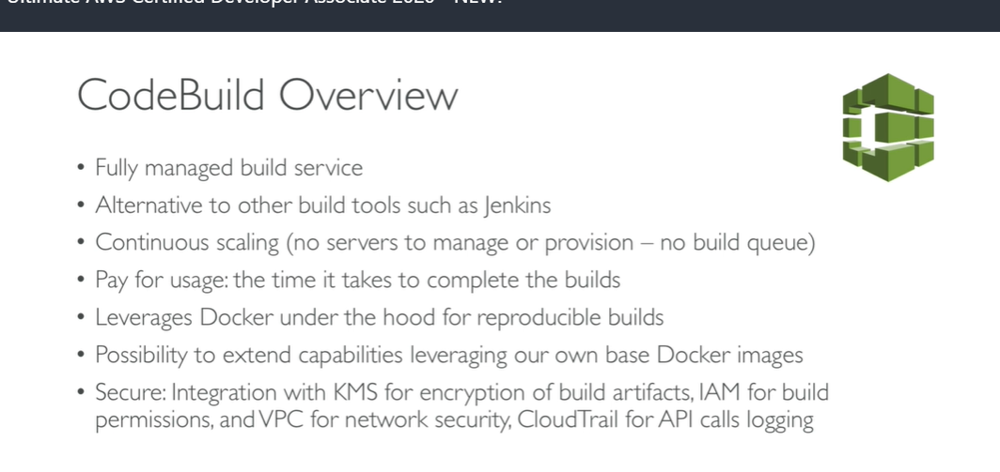 Ultimate AWS Certified Developer Associate 2020 - NEW!
CodeBuild Overview
• Fully managed build service
• Alternative to other build tools such as Jenkins
• Continuous scaling (no servers to manage or provision – no build queue)
• Pay for usage: the time it takes to complete the builds
• Leverages Docker under the hood for reproducible builds
• Possibility to extend capabilities leveraging our own base Docker images
• Secure: Integration with KMS for encryption of build artifacts, IAM for build
permissions, and VPC for network security, CloudTrail for API calls logging